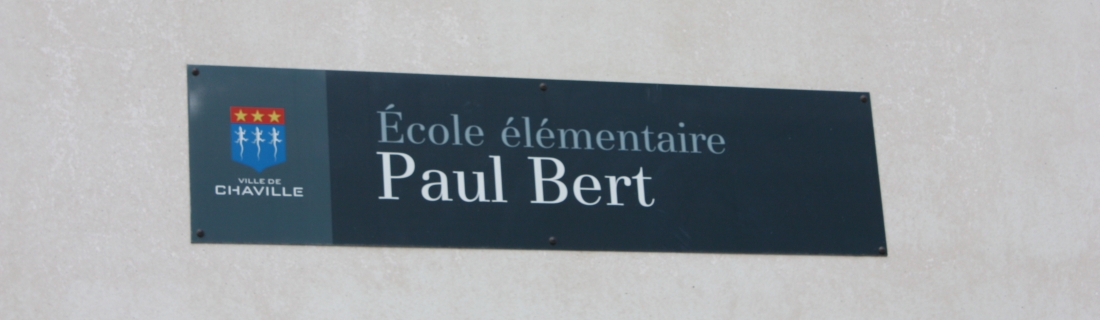 VILLE DE
CHAVILLE
École élémentaire
Paul Bert